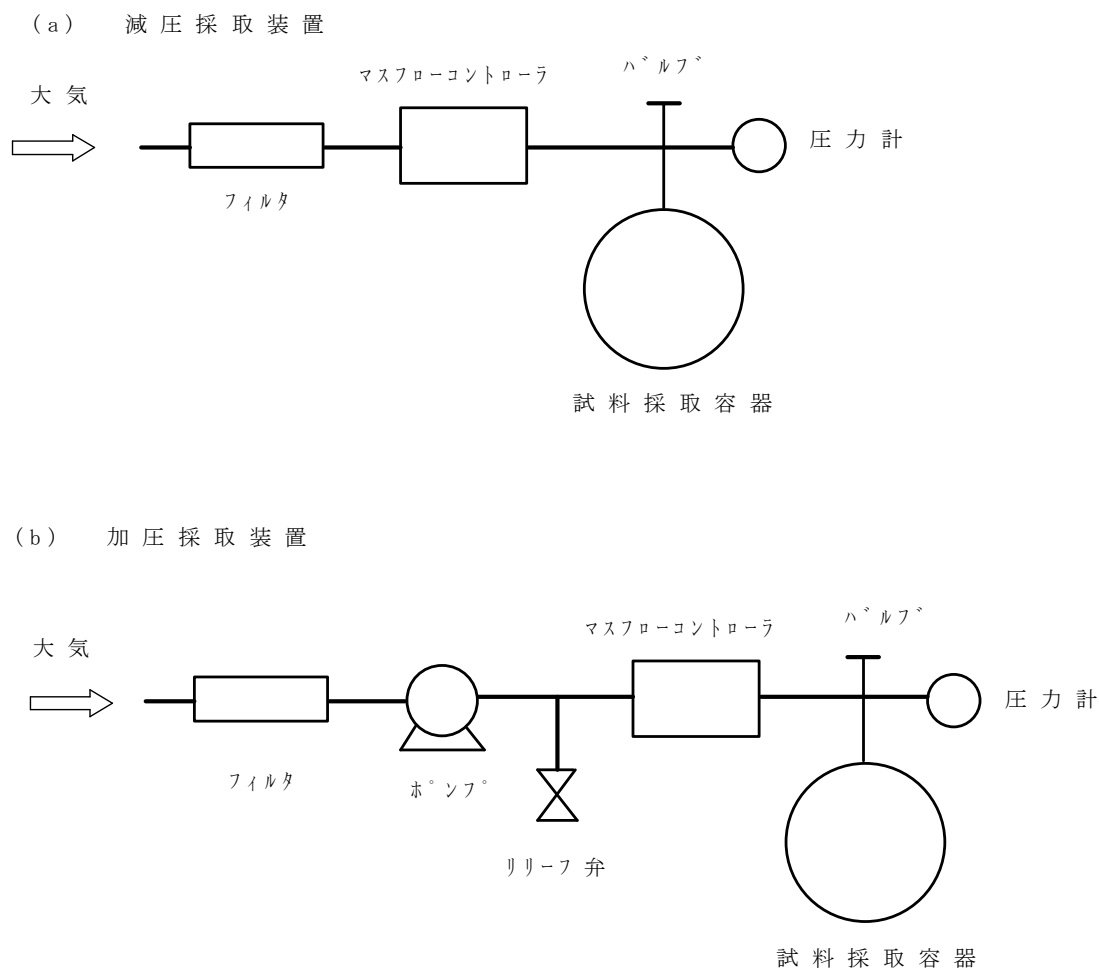 (a) 減圧採取装置
バルブ
マスフローコントローラ
大気
圧力計
フィルタ
試料採取容器
(b) 加圧採取装置
バルブ
マスフローコントローラ
大気
圧力計
フィルタ
ポンプ
リリーフ弁
試料採取容器